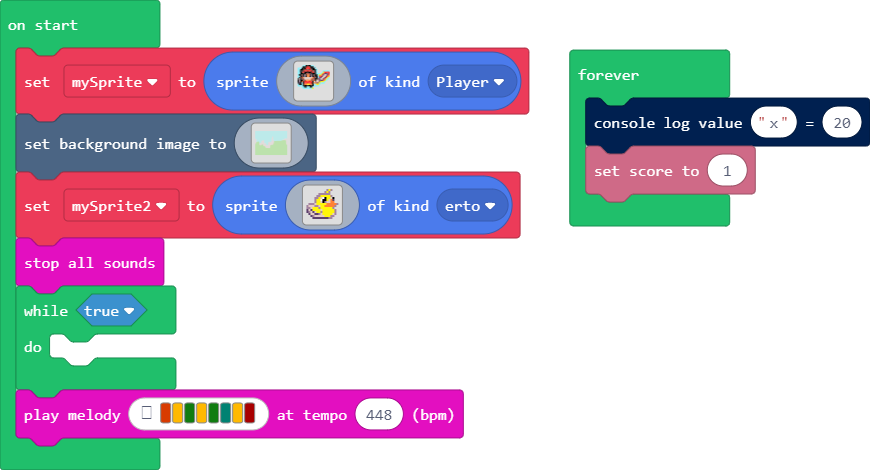 on start
set mySprite to sprite of kind Player
set background image to
set mySprite2 to sprite of kind erto
stop all sounds
while true
do
play melody at tempo 448 (bpm)
forever
console log value "x" = 20
set score to 1